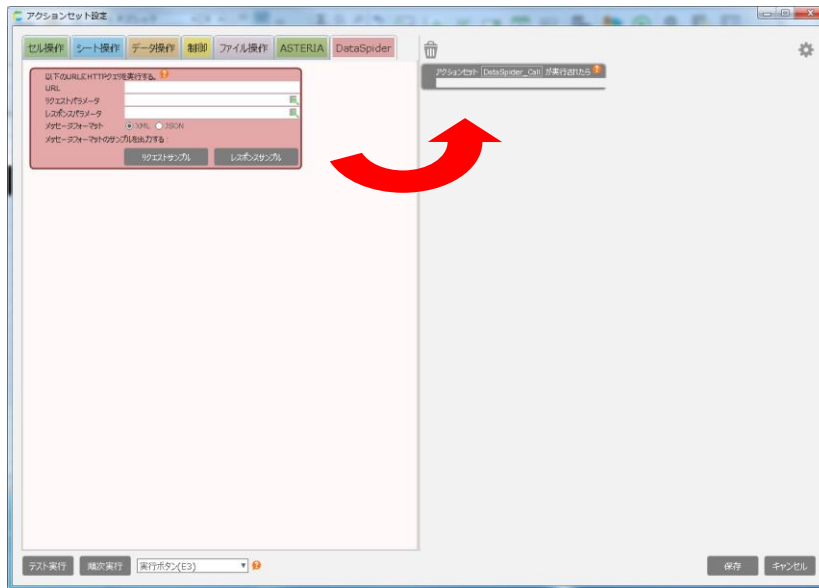 アクションセット設定
セル操作 シート操作 データ操作 制御 ファイル操作 ASTERIA DataSpider
以下のURLにHTTPクエリを実行する。
URL
リクエストパラメータ
レスポンスパラメータ
メッセージフォーマット XML JSON
メッセージフォーマットのサンプルを出力する：
リクエストサンプル レスポンスサンプル
アクションセット DataSpider_Call が実行されたら
テスト実行 順次実行 実行ボタン(E3) 保存 キャンセル